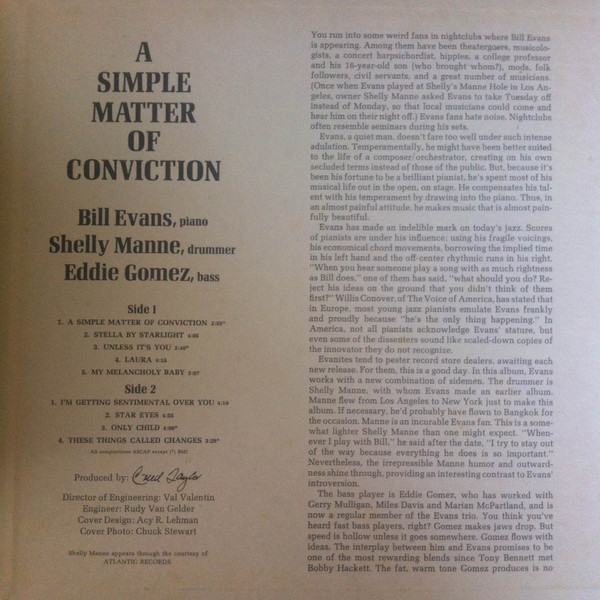 A
SIMPLE
MATTER
OF
CONVICTION
Bill Evans, piano
Shelly Manne, drummer
Eddie Gomez, bass
Side 1
1. A SIMPLE MATTER OF CONVICTION
2. STELLA BY STARLIGHT
3. UNLESS IT'S YOU
4. LAURA
5. MY MELANCHOLY BABY
Side 2
1. I'M GETTING SENTIMENTAL OVER YOU
2. STAR EYES
3. ONLY CHILD
4. THESE THINGS CALLED CHANGES
All compositions ASCAP except (*) BMI
Produced by: Creed Taylor
Director of Engineering: Val Valentin
Engineer: Rudy Van Gelder
Cover Design: Acy R. Lehman
Cover Photo: Chuck Stewart
Shelly Manne appears through the courtesy of
ATLANTIC RECORDS
You run into some weird fans in nightclubs where Bill Evans
is appearing. Among them have been theatergoers, musicolo-
gists, a concert harpsichordist, hippies, a college professor
and his 16-year-old son (who brought whom?), mods, folk
followers, civil servants, and a great number of musicians.
(Once when Evans played at Shelly's Manne Hole in Los An-
geles, owner Shelly Manne asked Evans to take Tuesday off
instead of Monday, so that local musicians could come and
hear him on their night off.) Evans fans hate noise. Nightclubs
often resemble seminars during his sets.
Evans, a quiet man, doesn't fare too well under such intense
adulation. Temperamentally, he might have been better suited
to the life of a composer/orchestrator, creating on his own
secluded terms instead of those of the public. But, because it's
been his fortune to be a brilliant pianist, he's spent most of his
musical life out in the open, on stage. He compensates his tal-
ent with his temperament by drawing into the piano. Thus, in
an almost painful attitude, he makes music that is almost pain-
fully beautiful.
Evans has made an indelible mark on today's jazz. Scores
of pianists are under his influence; using his fragile voicings,
his economical chord movements, borrowing the implied time
in his left hand and the off-center rhythmic runs in his right.
"When you hear someone play a song with as much rightness
as Bill does," one of them has said, "what should you do? Re-
ject his ideas on the ground that you didn't think of them
first?" Willis Conover, of The Voice of America, has stated that
in Europe, most young jazz pianists emulate Evans frankly
and proudly because "he's the only thing happening." In
America, not all pianists acknowledge Evans' stature, but
even some of the dissenters sound like scaled-down copies of
the innovator they do not recognize.
Evanites tend to pester record store dealers, awaiting each
new release. For them, this is a good day. In this album, Evans
works with a new combination of sidemen. The drummer is
Shelly Manne, with whom Evans made an earlier album.
Manne flew from Los Angeles to New York just to make this
album. If necessary, he'd probably have flown to Bangkok for
the occasion. Manne is an incurable Evans fan. This is a some-
what lighter Shelly Manne than one might expect. "When-
ever I play with Bill," he said after the date, "I try to stay out
of the way because everything he does is so important."
Nevertheless, the irrepressible Manne humor and outward-
ness shine through, providing an interesting contrast to Evans'
introversion.
The bass player is Eddie Gomez, who has worked with
Gerry Mulligan, Miles Davis and Marian McPartland, and is
now a regular member of the Evans trio. You think you've
heard fast bass players, right? Gomez makes jaws drop. But
speed is hollow unless it goes somewhere. Gomez flows with
ideas. The interplay between him and Evans promises to be
one of the most rewarding blends since Tony Bennett met
Bobby Hackett. The fat, warm tone Gomez produces is no